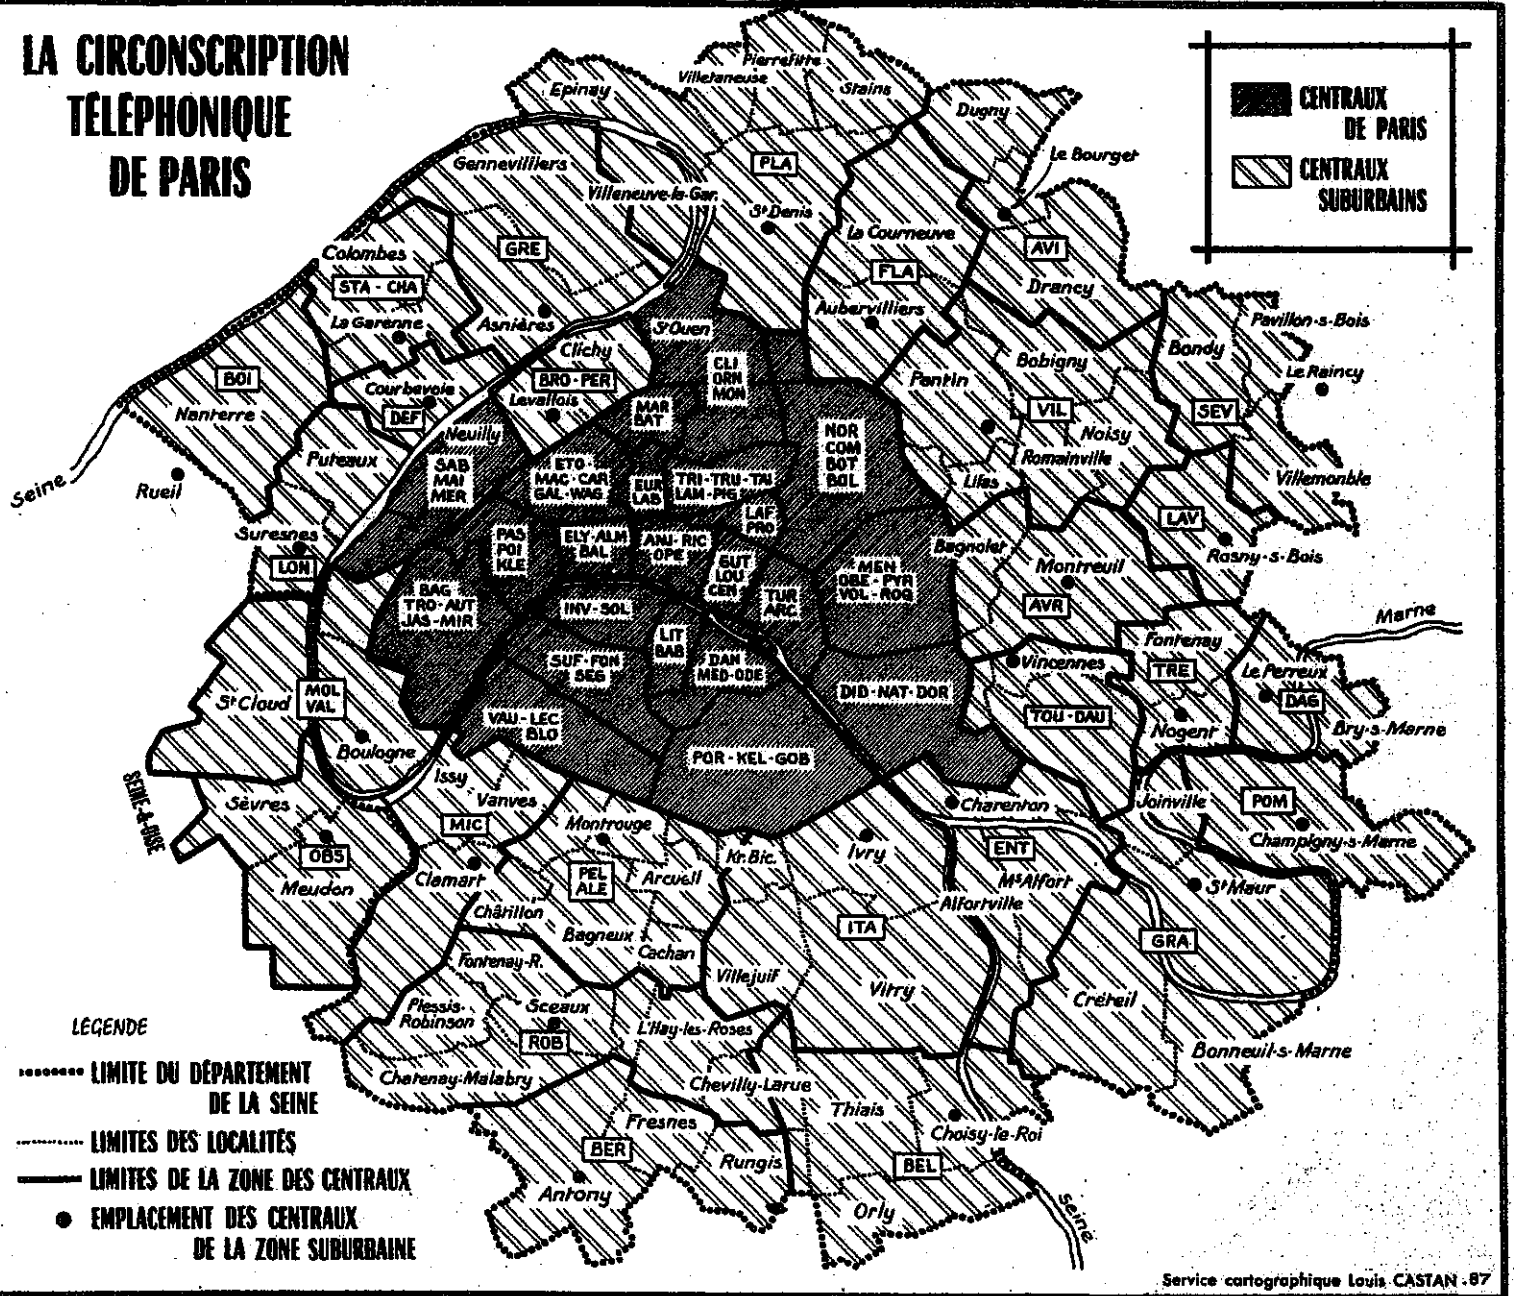 LA CIRCONSCRIPTION
TÉLÉPHONIQUE
DE PARIS
CENTRAUX
DE PARIS
CENTRAUX
SUBURBAINS
Epinay
Villetaneuse
Pierrefitte
Stains
Dugny
Le Bourget
Gennevilliers
Villeneuve-la-Gar.
PLA
St Denis
La Courneuve
FLA
Aubervilliers
AVI
Drancy
Colombes
STA - CHA
La Garenne
GRE
Asnières
St Ouen
Clichy
BRO - PER
Levallois
BOI
Nanterre
Courbevoie
DEF
Puteaux
Neuilly
Pantin
Bobigny
VIL
Noisy
Romainville
Lilas
Bondy
SEV
Pavillon-s-Bois
Le Raincy
Villemonble
Seine
Rueil
Suresnes
LON
CLI
ORN
MON
MAR
BAT
NOR
COM
BOT
BOL
SAB
MAI
MER
ETO -
MAC - CAR
GAL - WAG
EUR
LAB
TRI - TRU - TAI
LAM - PIG
LAF
PRO
PAS
POI
KLE
ELY - ALM
BAL
ANJ - RIC
OPE
GUT
LOU
CEN
TUR
ARC
MEN
OBE - PYR
VOL - ROQ
BAG
TRO - AUT
JAS - MIR
INV - SOL
LIT
BAB
SUF - FON
SEG
DAN
MED - ODE
DID - NAT - DOR
VAU - LEC
BLO
POR - KEL - GOB
Bagnolet
Montreuil
AVR
LAV
Rosny-s-Bois
Marne
Vincennes
TOU - DAU
Fontenay
TRE
Nogent
Le Perreux
DAG
Bry-s-Marne
St Cloud
MOL
VAL
Boulogne
Issy
Vanves
MIC
SEINE-&-OISE
Sèvres
OBS
Meudon
Clamart
Montrouge
PEL
ALE
Arcueil
Châtillon
Bagneux
Cachan
Kr. Bic.
Ivry
ITA
Villejuif
Vitry
Charenton
ENT
Ms Alfort
Alfortville
Joinville
POM
Champigny-s-Marne
St Maur
GRA
Créteil
Bonneuil-s-Marne
Fontenay-R.
Plessis-
Robinson
Sceaux
ROB
Chatenay-Malabry
L'Hay-les-Roses
Chevilly-Larue
Fresnes
BER
Rungis
Antony
Thiais
Choisy-le-Roi
BEL
Orly
Seine
LEGENDE
LIMITE DU DÉPARTEMENT
DE LA SEINE
LIMITES DES LOCALITÉS
LIMITES DE LA ZONE DES CENTRAUX
EMPLACEMENT DES CENTRAUX
DE LA ZONE SUBURBAINE
Service cartographique Louis CASTAN - 87